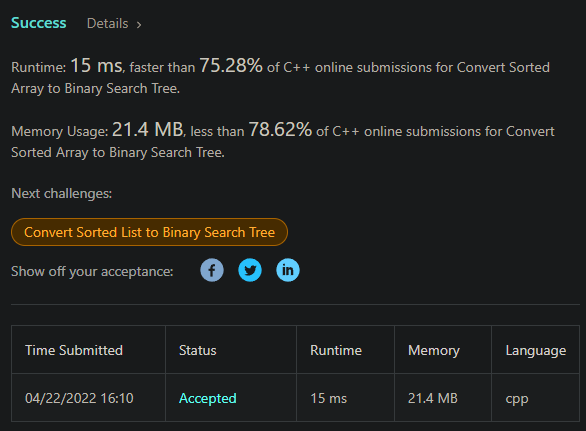 Success Details >
Runtime: 15 ms, faster than 75.28% of C++ online submissions for Convert Sorted
Array to Binary Search Tree.
Memory Usage: 21.4 MB, less than 78.62% of C++ online submissions for Convert
Sorted Array to Binary Search Tree.
Next challenges:
Convert Sorted List to Binary Search Tree
Show off your acceptance: f in
Time Submitted Status Runtime Memory Language
04/22/2022 16:10 Accepted 15 ms 21.4 MB cpp